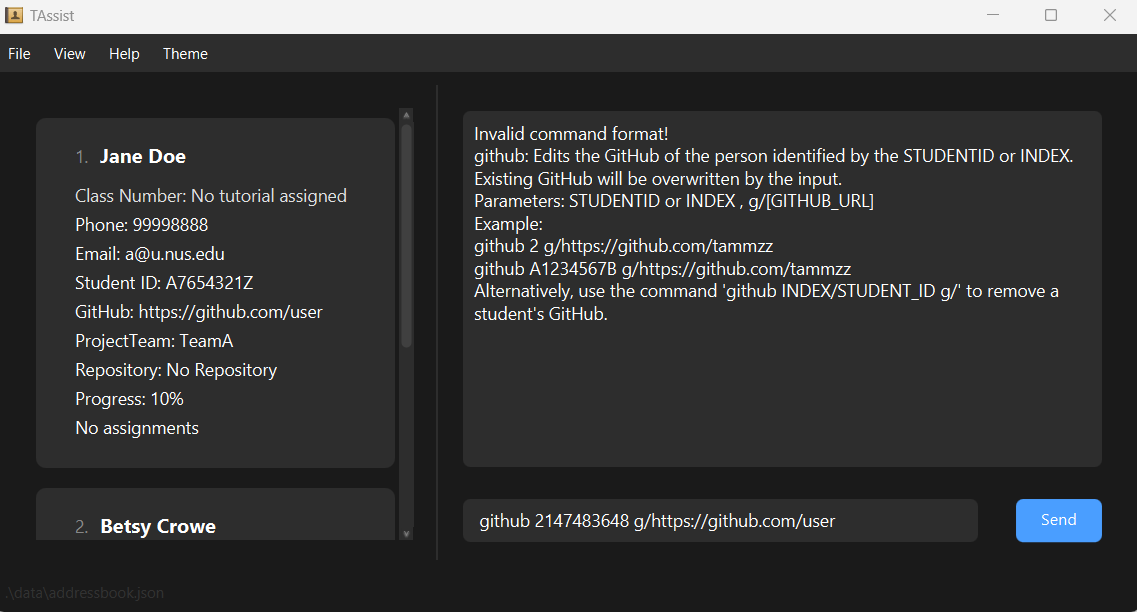 TAssist
File View Help Theme
1. Jane Doe
Class Number: No tutorial assigned
Phone: 99998888
Email: a@u.nus.edu
Student ID: A7654321Z
GitHub: https://github.com/user
ProjectTeam: TeamA
Repository: No Repository
Progress: 10%
No assignments
2. Betsy Crowe
Invalid command format!
github: Edits the GitHub of the person identified by the STUDENTID or INDEX.
Existing GitHub will be overwritten by the input.
Parameters: STUDENTID or INDEX , g/[GITHUB_URL]
Example:
github 2 g/https://github.com/tammzz
github A1234567B g/https://github.com/tammzz
Alternatively, use the command 'github INDEX/STUDENT_ID g/' to remove a
student's GitHub.
github 2147483648 g/https://github.com/user
Send
.\data\addressbook.json